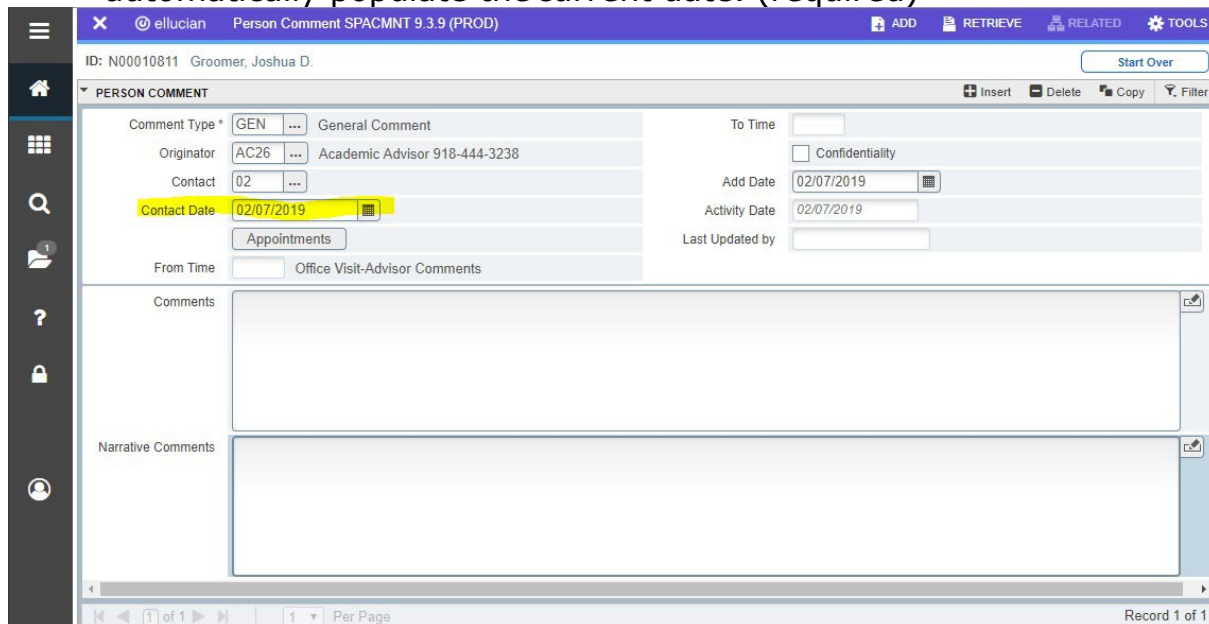 automatically populate the current date. (required)
ellucian Person Comment SPACMNT 9.3.9 (PROD) ADD RETRIEVE RELATED TOOLS
ID: N00010811 Groomer, Joshua D. Start Over
PERSON COMMENT Insert Delete Copy Filter
Comment Type * GEN ... General Comment To Time
Originator AC26 ... Academic Advisor 918-444-3238 Confidentiality
Contact 02 ... Add Date 02/07/2019
Contact Date 02/07/2019 Activity Date 02/07/2019
Appointments Last Updated by
From Time Office Visit-Advisor Comments
1
Comments
Narrative Comments
1 of 1 1 Per Page Record 1 of 1